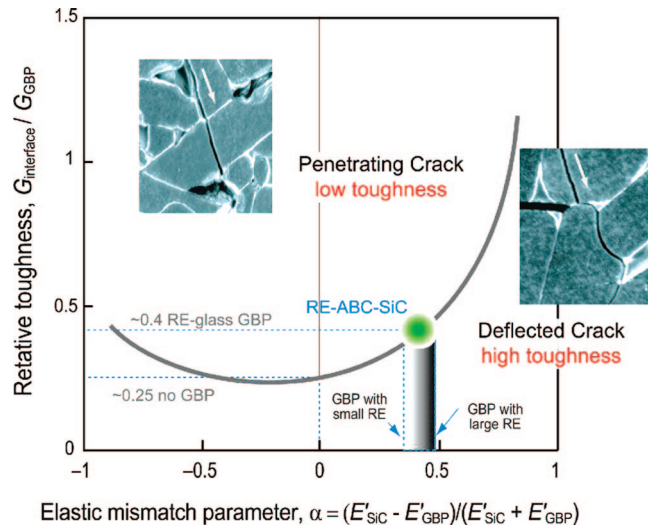 1.5
1
0.5
0
Retative toughness, G_interface / G_GBP
Penetrating Crack
low toughness
RE-ABC-SiC
~0.4 RE-glass GBP
Deflected Crack
high toughness
~0.25 no GBP
GBP with
small RE
GBP with
large RE
−1
−0.5
0
0.5
1
Elastic mismatch parameter, α = (E′SiC - E′GBP)/(E′SiC + E′GBP)